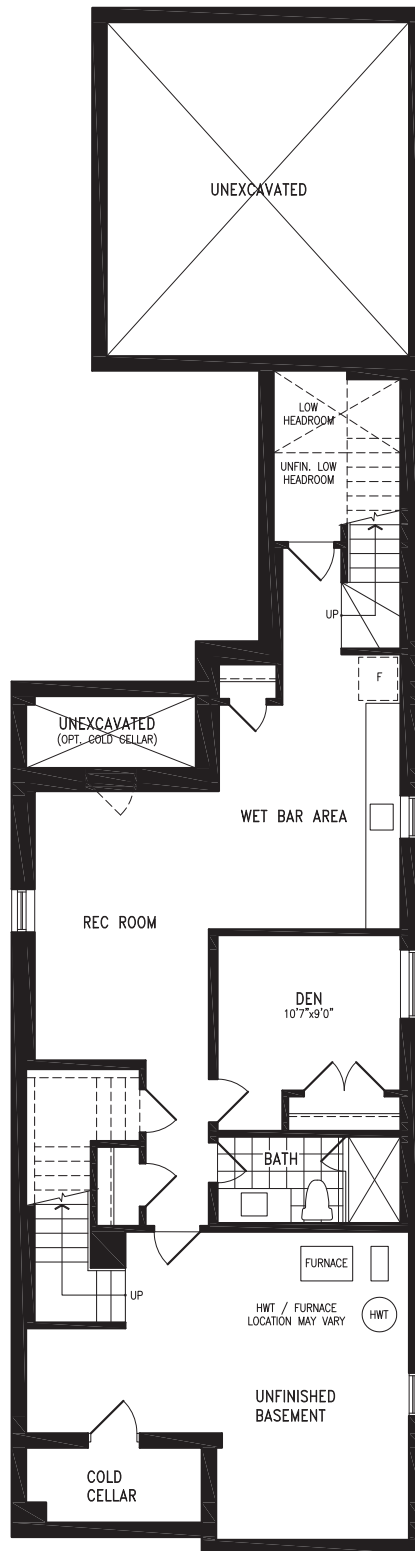 UNEXCAVATED
LOW
HEADROOM
UNFIN. LOW
HEADROOM
UP
F
UNEXCAVATED
(OPT. COLD CELLAR)
WET BAR AREA
REC ROOM
DEN
10'7"x9'0"
BATH
FURNACE
UP
HWT / FURNACE
LOCATION MAY VARY
HWT
UNFINISHED
BASEMENT
COLD
CELLAR